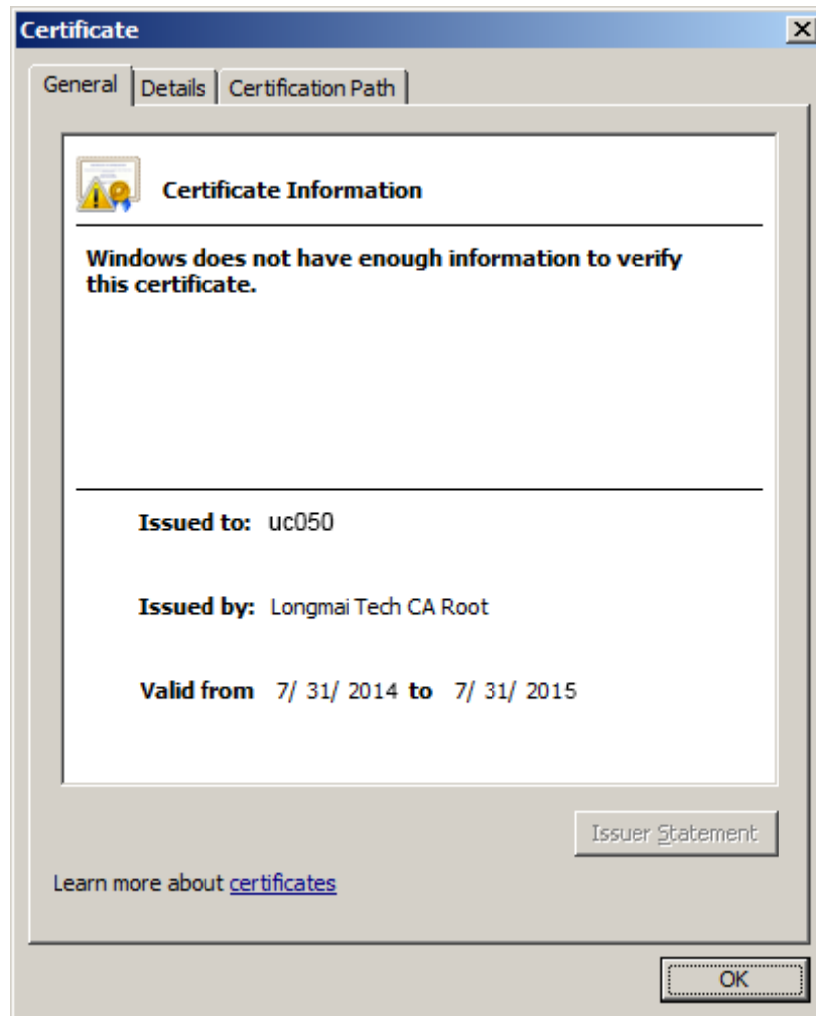 Certificate
General Details Certification Path
Certificate Information
Windows does not have enough information to verify
this certificate.
Issued to: uc050
Issued by: Longmai Tech CA Root
Valid from 7/ 31/ 2014 to 7/ 31/ 2015
Issuer Statement
Learn more about certificates
OK